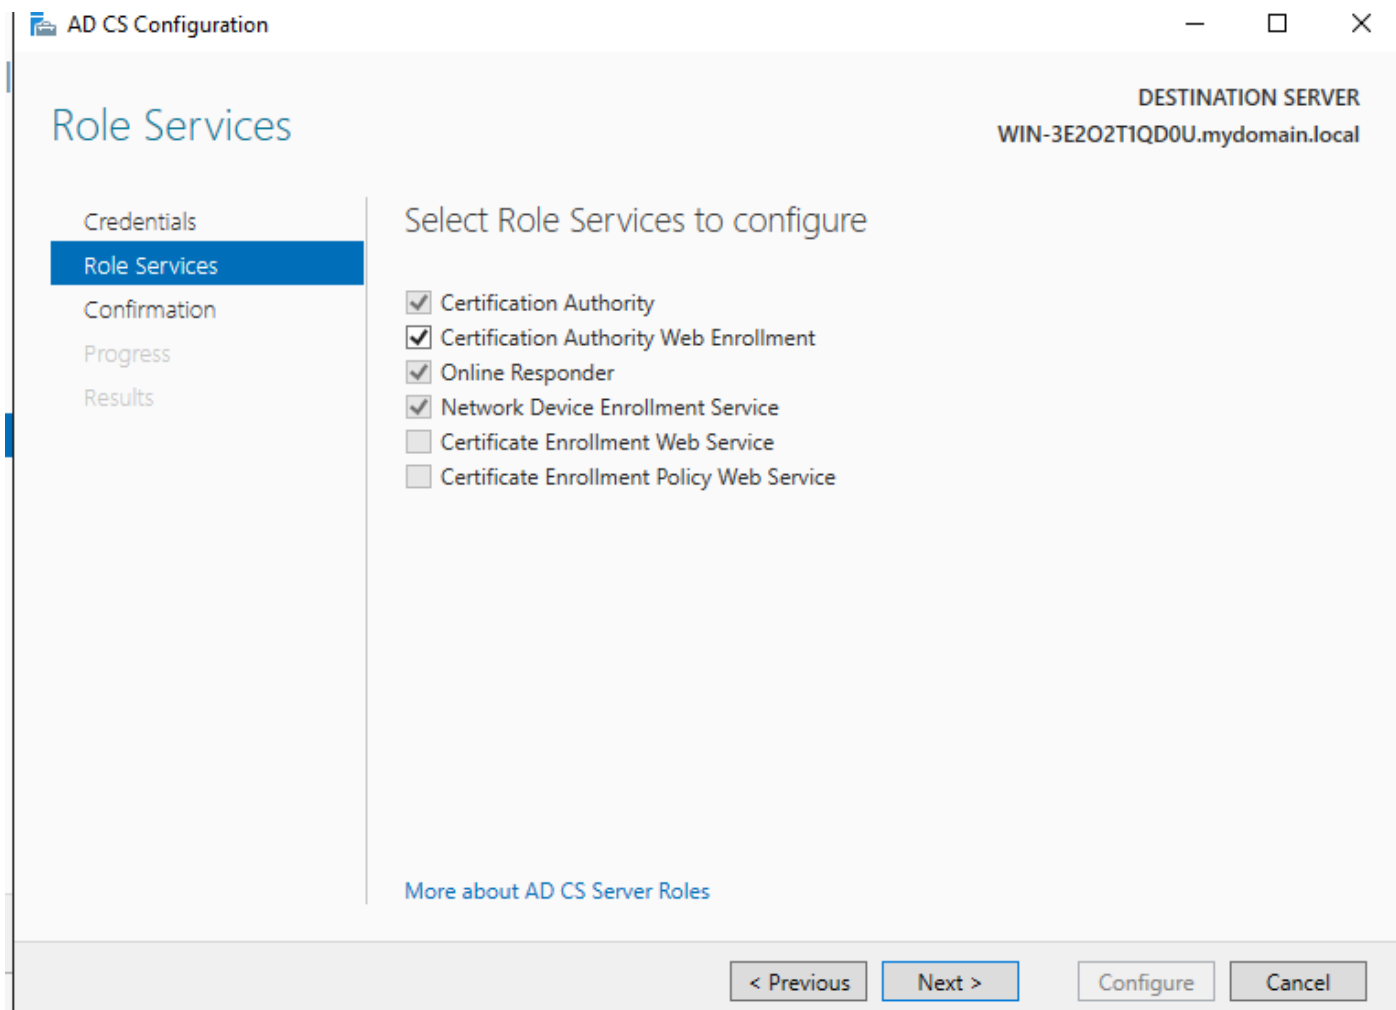 AD CS Configuration
Role Services
DESTINATION SERVER
WIN-3E2O2T1QD0U.mydomain.local
Credentials
Role Services
Confirmation
Progress
Results
Select Role Services to configure
Certification Authority
Certification Authority Web Enrollment
Online Responder
Network Device Enrollment Service
Certificate Enrollment Web Service
Certificate Enrollment Policy Web Service
More about AD CS Server Roles
< Previous
Next >
Configure
Cancel